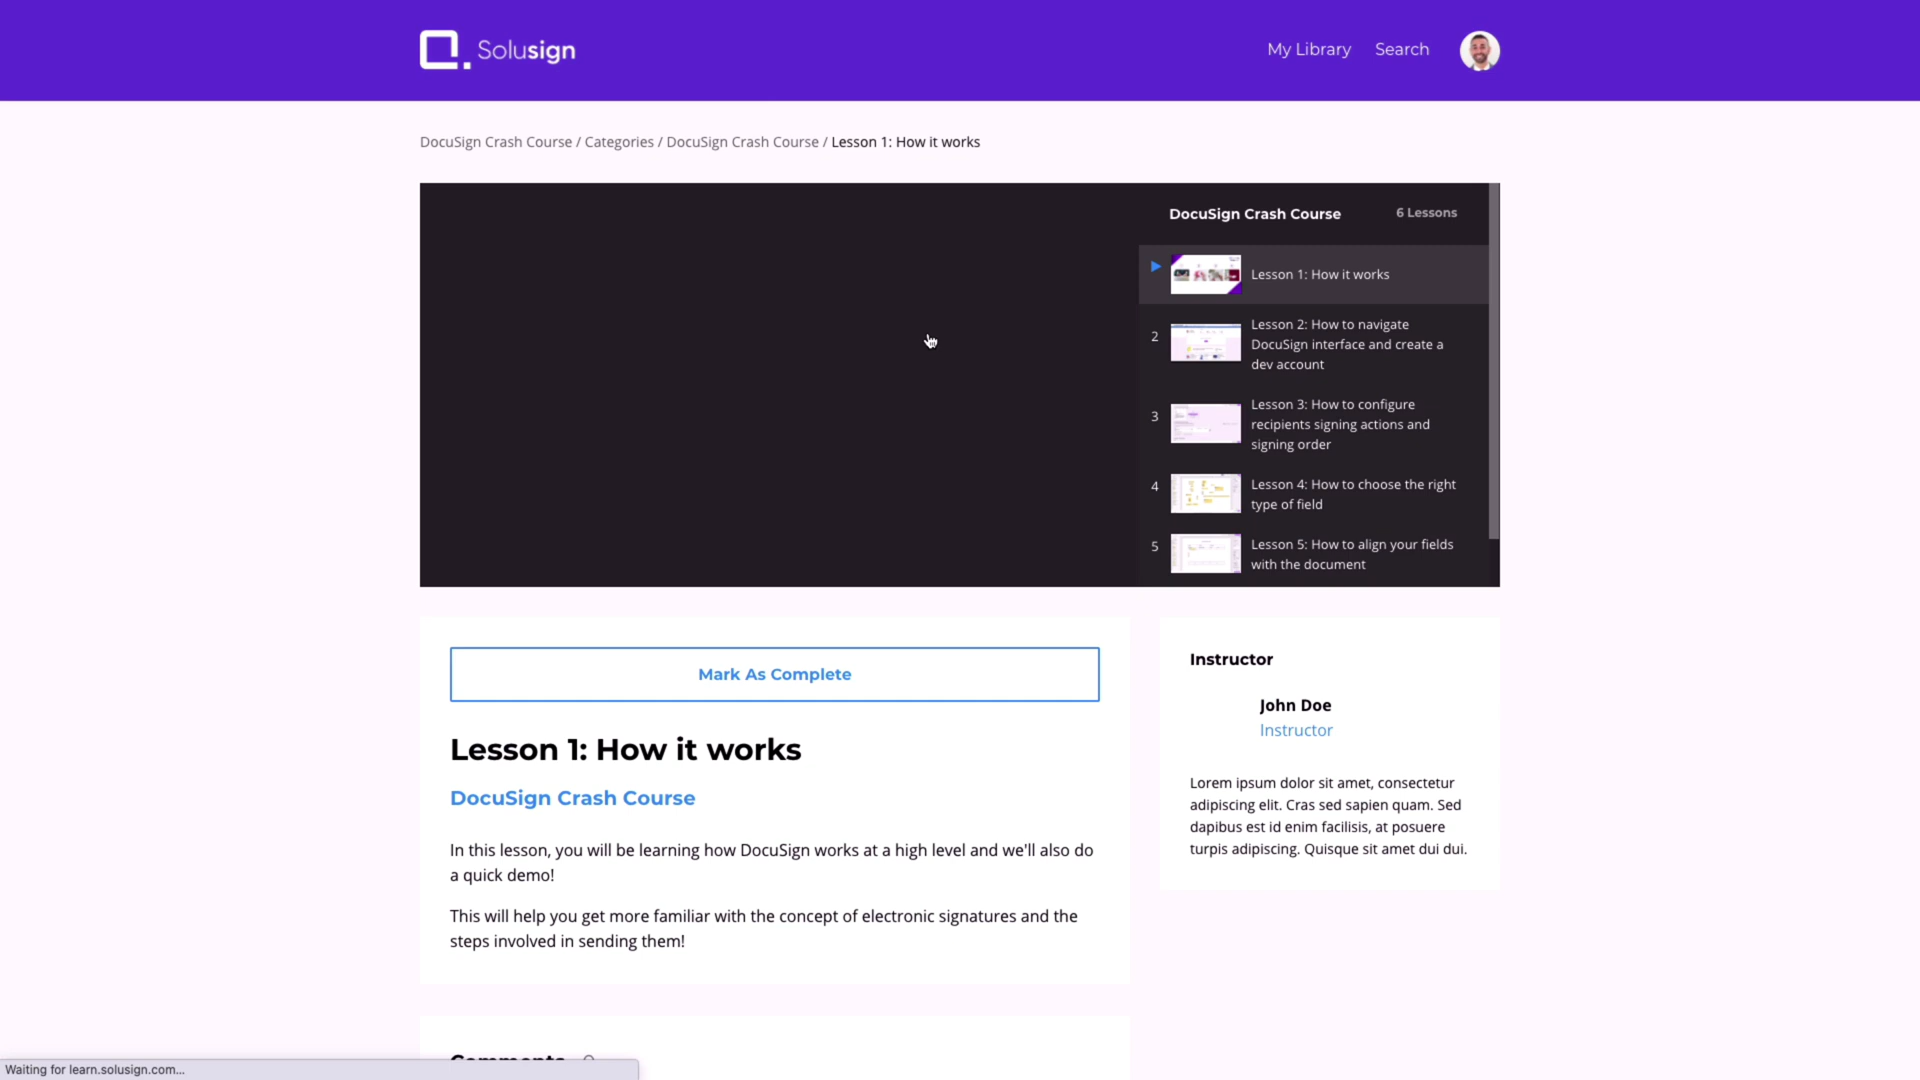 Solusign
My Library
Search
DocuSign Crash Course / Categories / DocuSign Crash Course / Lesson 1: How it works
DocuSign Crash Course
6 Lessons
Lesson 1: How it works
2
Lesson 2: How to navigate
DocuSign interface and create a
dev account
3
Lesson 3: How to configure
recipients signing actions and
signing order
4
Lesson 4: How to choose the right
type of field
5
Lesson 5: How to align your fields
with the document
Mark As Complete
Lesson 1: How it works
DocuSign Crash Course
In this lesson, you will be learning how DocuSign works at a high level and we'll also do
a quick demo!
This will help you get more familiar with the concept of electronic signatures and the
steps involved in sending them!
Instructor
John Doe
Instructor
Lorem ipsum dolor sit amet, consectetur
adipiscing elit. Cras sed sapien quam. Sed
dapibus est id enim facilisis, at posuere
turpis adipiscing. Quisque sit amet dui dui.
Comments
Waiting for learn.solusign.com...